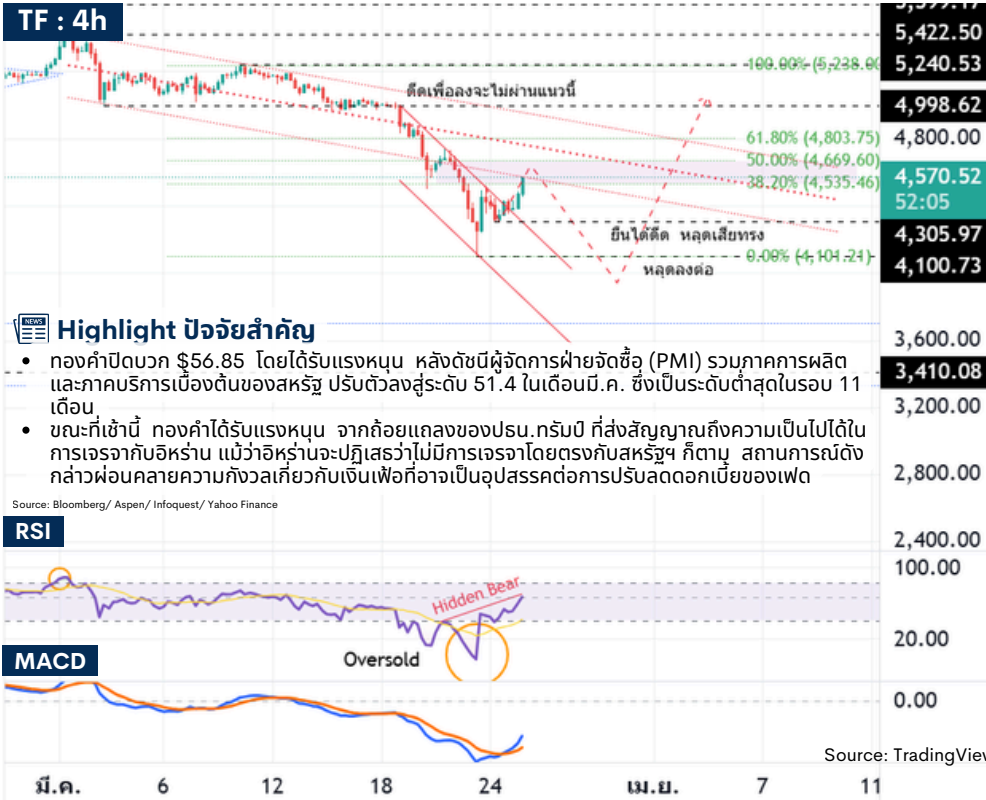 TF : 4h
5,422.50
5,240.53
100.00% (5,238.00
ดีดเพื่อลงจะไม่ผ่านแนวนี้
4,998.62
61.80% (4,803.75)
4,800.00
50.00% (4,669.60)
38.20% (4,535.46)
4,570.52
52:05
4,305.97
ยืนได้ดีด หลุดเสียทรง
0.00% (4,101.21)
4,100.73
หลุดลงต่อ
NEWS
Highlight ปัจจัยสำคัญ
3,600.00
• ทองคำปิดบวก $56.85 โดยได้รับแรงหนุน หลังดัชนีผู้จัดการฝ่ายจัดซื้อ (PMI) รวมภาคการผลิต
และภาคบริการเบื้องต้นของสหรัฐ ปรับตัวลงสู่ระดับ 51.4 ในเดือนมี.ค. ซึ่งเป็นระดับต่ำสุดในรอบ 11
เดือน
3,410.08
3,200.00
• ขณะที่เช้านี้ ทองคำได้รับแรงหนุน จากถ้อยแถลงของปธน.ทรัมป์ ที่ส่งสัญญาณถึงความเป็นไปได้ใน
การเจรจากับอิหร่าน แม้ว่าอิหร่านจะปฏิเสธว่าไม่มีการเจรจาโดยตรงกับสหรัฐฯ ก็ตาม สถานการณ์ดัง
กล่าวผ่อนคลายความกังวลเกี่ยวกับเงินเฟ้อที่อาจเป็นอุปสรรคต่อการปรับลดดอกเบี้ยของเฟด
2,800.00
Source: Bloomberg/ Aspen/ Infoquest/ Yahoo Finance
RSI
2,400.00
100.00
Hidden Bear
20.00
Oversold
MACD
0.00
Source: TradingView
มี.ค. 6 12 18 24 เม.ย. 7 11